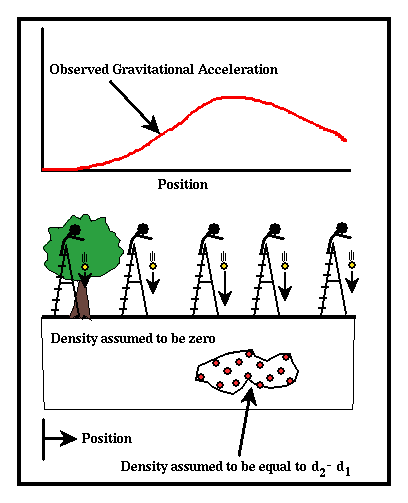 Observed Gravitational Acceleration
Position
Density assumed to be zero
Position
Density assumed to be equal to d₂- d₁